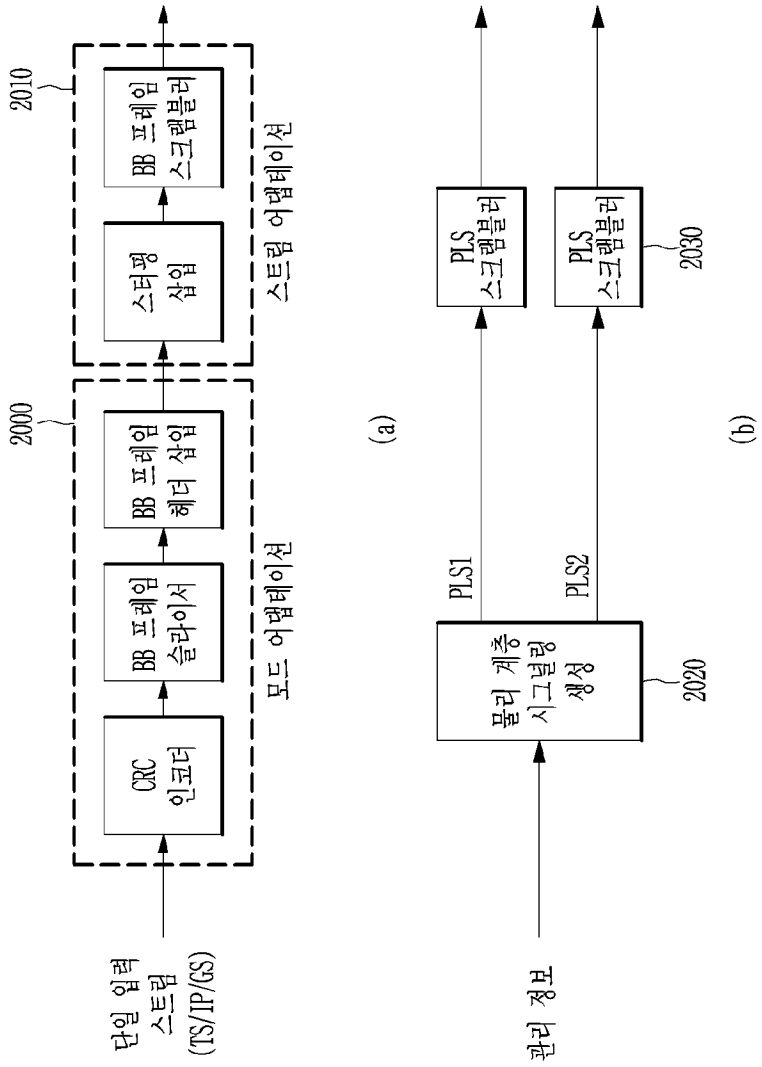 단일 입력
스트림
(TS/IP/GS)
CRC
인코더
BB 프레임
슬라이서
BB 프레임
헤더 삽입
모드 어댑테이션
2000
스터핑
삽입
BB 프레임
스크램블러
스트림 어댑테이션
2010
(a)
관리 정보
물리 계층
시그널링
생성
2020
PLS1
PLS2
PLS
스크램블러
PLS
스크램블러
2030
(b)